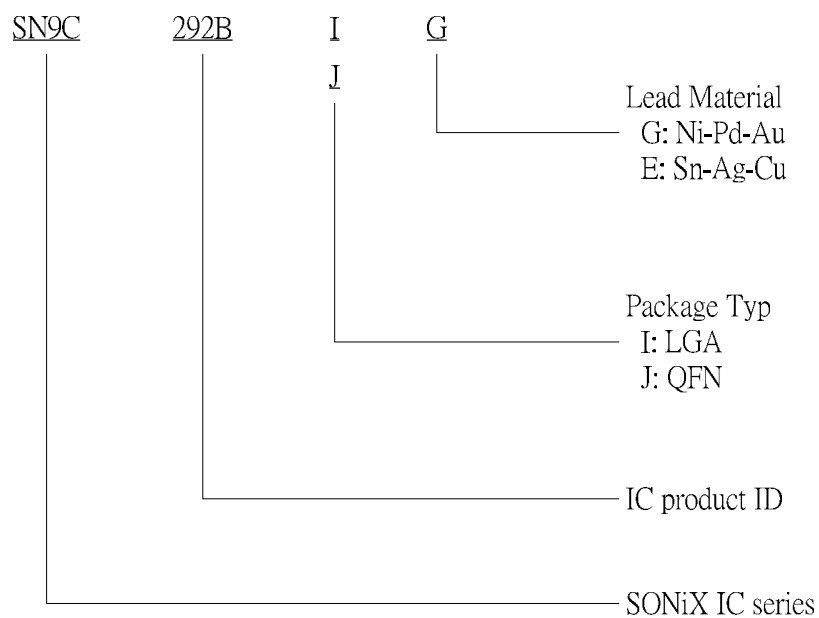 SN9C 292B I G
J
Lead Material
G: Ni-Pd-Au
E: Sn-Ag-Cu
Package Typ
I: LGA
J: QFN
IC product ID
SONiX IC series